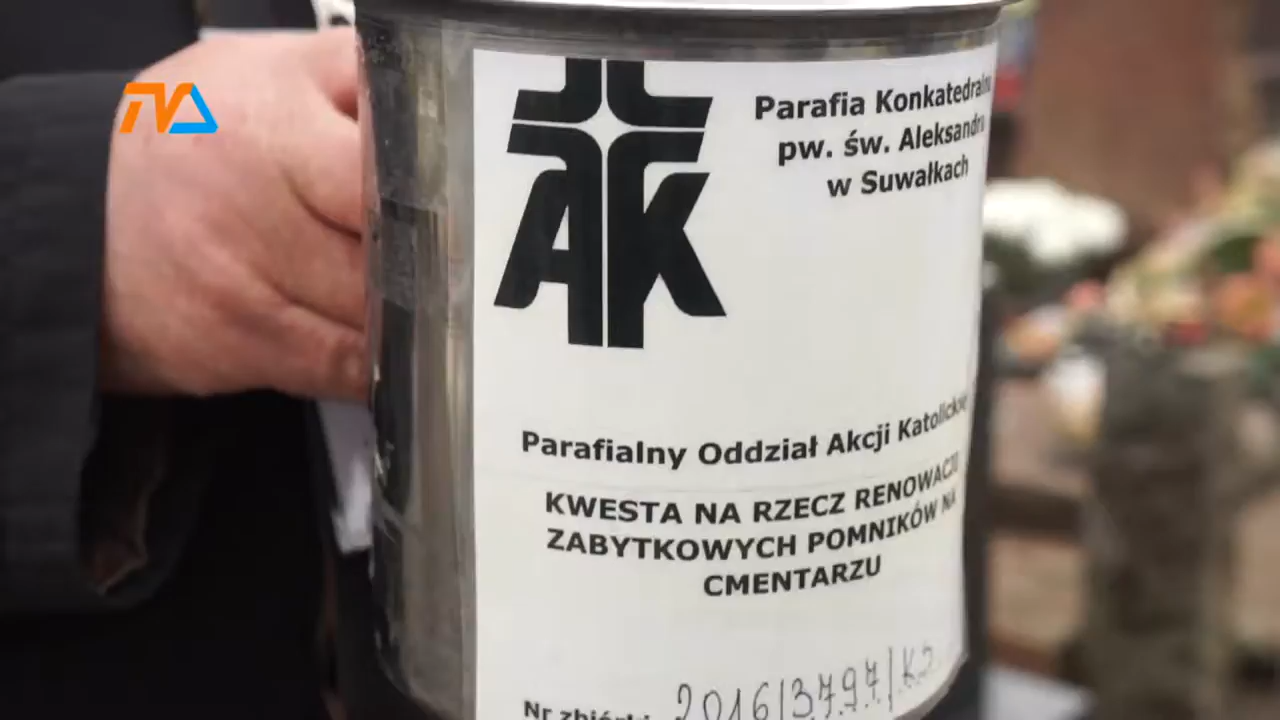 TVA
AK
Parafia Konkatedralna
pw. św. Aleksandra
w Suwałkach
Parafialny Oddział Akcji Katolickiej
KWESTA NA RZECZ RENOWACJI
ZABYTKOWYCH POMNIKÓW NA
CMENTARZU
Nr zbiórki: 2016/3797/KS